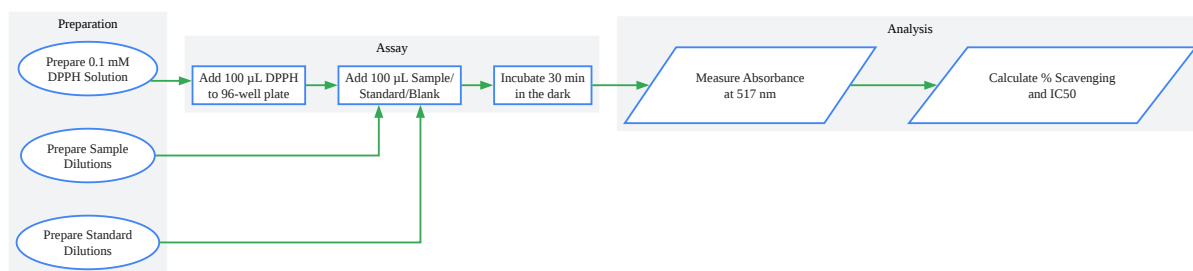 Preparation
Prepare 0.1 mM
DPPH Solution
Prepare Sample
Dilutions
Prepare Standard
Dilutions
Assay
Add 100 µL DPPH
to 96-well plate
Add 100 µL Sample/
Standard/Blank
Incubate 30 min
in the dark
Analysis
Measure Absorbance
at 517 nm
Calculate % Scavenging
and IC50